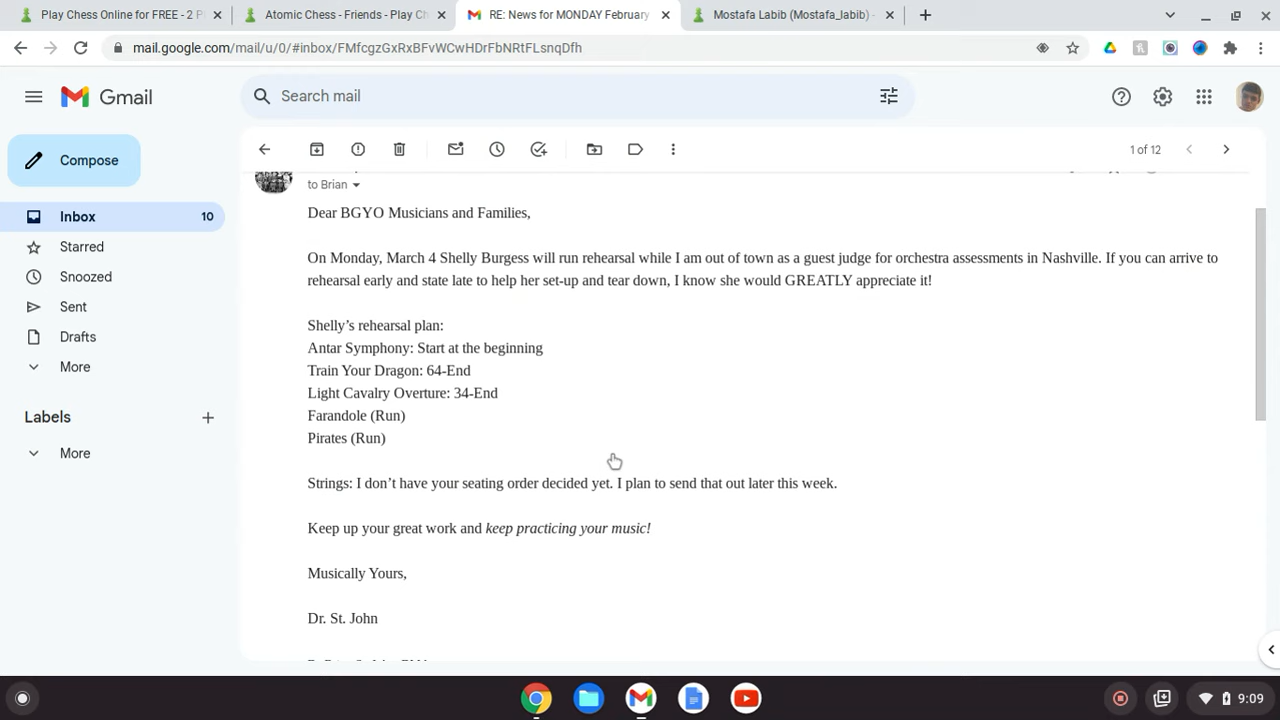 Play Chess Online for FREE - 2 P
Atomic Chess - Friends - Play Ch
RE: News for MONDAY February
Mostafa Labib (Mostafa_labib) -
mail.google.com/mail/u/0/#inbox/FMfcgzGxRxBFvWCwHDrFbNRtFLsnqDfh
Gmail
Search mail
Compose
1 of 12
Inbox 10
Starred
Snoozed
Sent
Drafts
More
Labels
More
to Brian
Dear BGYO Musicians and Families,
On Monday, March 4 Shelly Burgess will run rehearsal while I am out of town as a guest judge for orchestra assessments in Nashville. If you can arrive to
rehearsal early and state late to help her set-up and tear down, I know she would GREATLY appreciate it!
Shelly’s rehearsal plan:
Antar Symphony: Start at the beginning
Train Your Dragon: 64-End
Light Cavalry Overture: 34-End
Farandole (Run)
Pirates (Run)
Strings: I don’t have your seating order decided yet. I plan to send that out later this week.
Keep up your great work and keep practicing your music!
Musically Yours,
Dr. St. John
9:09